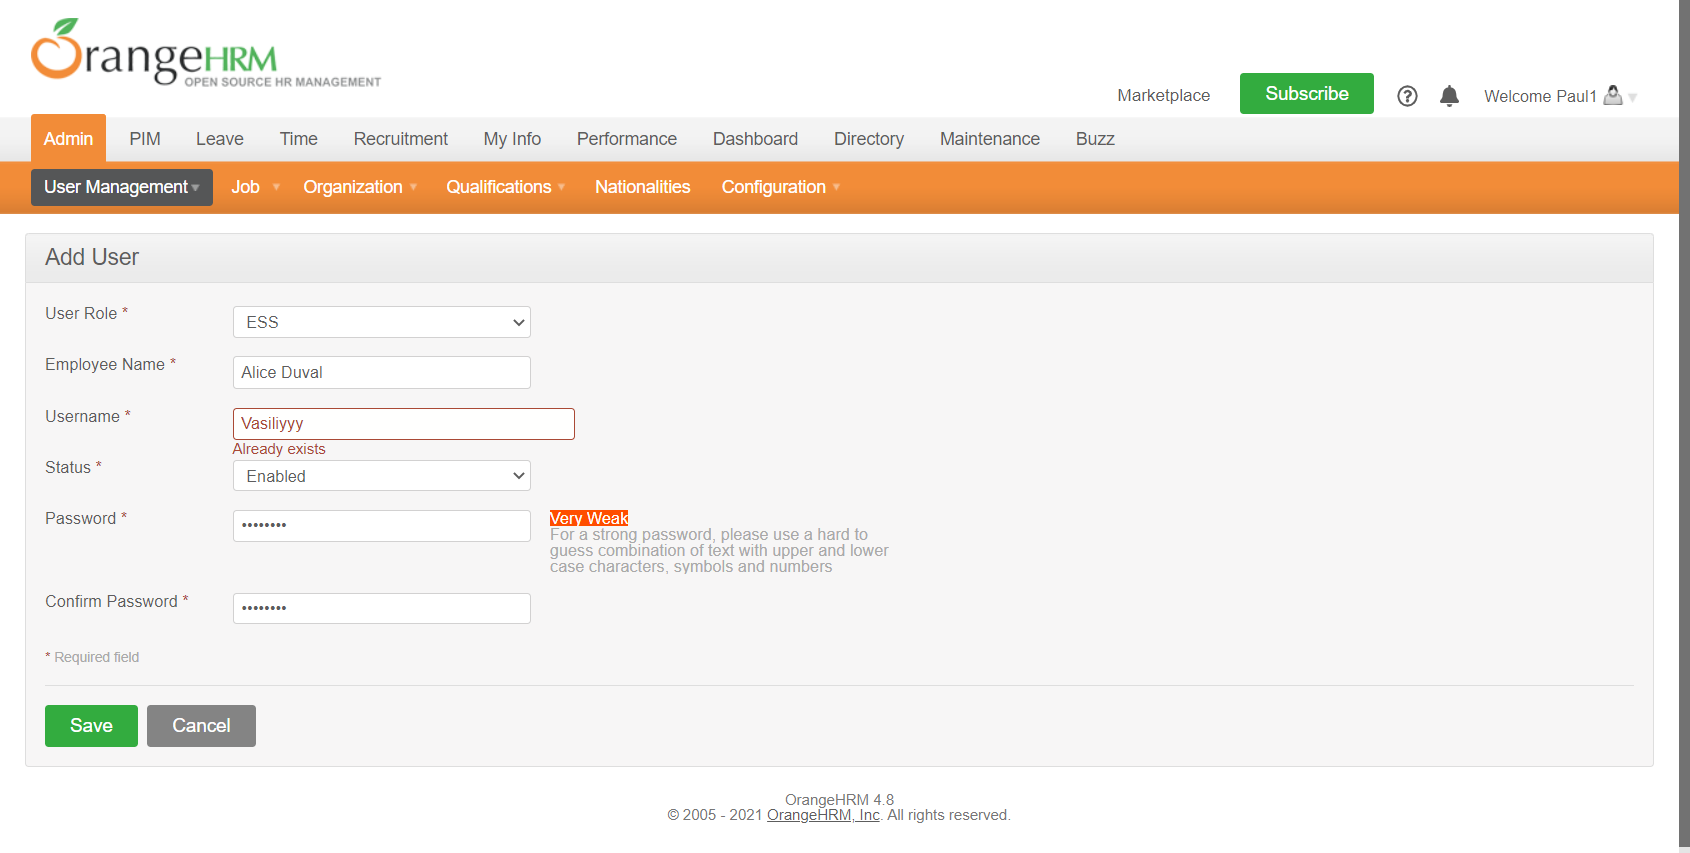 OrangeHRM
OPEN SOURCE HR MANAGEMENT
Marketplace Subscribe ? Welcome Paul1
Admin PIM Leave Time Recruitment My Info Performance Dashboard Directory Maintenance Buzz
User Management Job Organization Qualifications Nationalities Configuration
Add User
User Role * ESS
Employee Name * Alice Duval
Username * Vasiliyyy
Already exists
Status * Enabled
Password * •••••••• Very Weak
For a strong password, please use a hard to
guess combination of text with upper and lower
case characters, symbols and numbers
Confirm Password * ••••••••
* Required field
Save Cancel
OrangeHRM 4.8
© 2005 - 2021 OrangeHRM, Inc. All rights reserved.